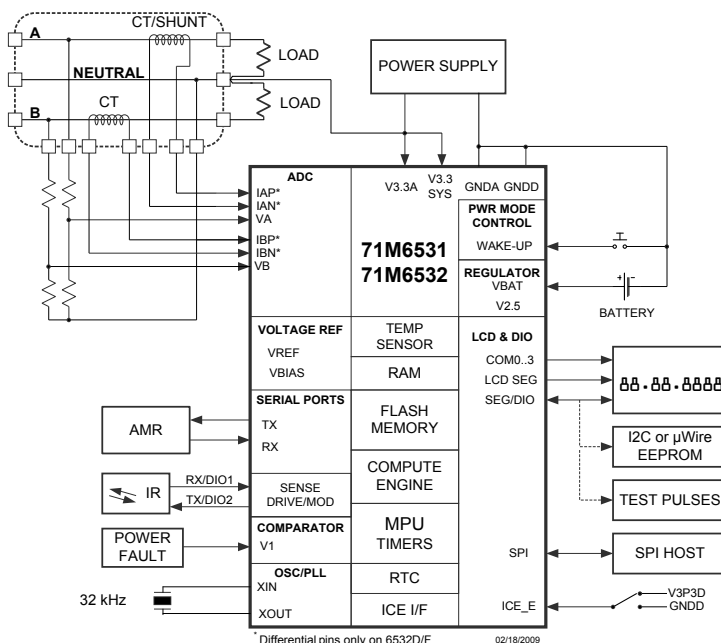 CT/SHUNT
A
LOAD
NEUTRAL
CT
LOAD
B
POWER SUPPLY
ADC
IAP*
IAN*
VA
IBP*
IBN*
VB
V3.3A
V3.3
SYS
GNDA GNDD
71M6531
71M6532
PWR MODE
CONTROL
WAKE-UP
REGULATOR
VBAT
V2.5
BATTERY
VOLTAGE REF
VREF
VBIAS
TEMP
SENSOR
RAM
LCD & DIO
COM0..3
LCD SEG
SEG/DIO
88.88.8888
SERIAL PORTS
TX
RX
AMR
FLASH
MEMORY
I2C or µWire
EEPROM
IR
RX/DIO1
TX/DIO2
SENSE
DRIVE/MOD
COMPUTE
ENGINE
TEST PULSES
POWER
FAULT
COMPARATOR
V1
MPU
TIMERS
SPI
SPI HOST
32 kHz
OSC/PLL
XIN
XOUT
RTC
ICE I/F
ICE_E
V3P3D
GNDD
* Differential pins only on 6532D/F
02/18/2009